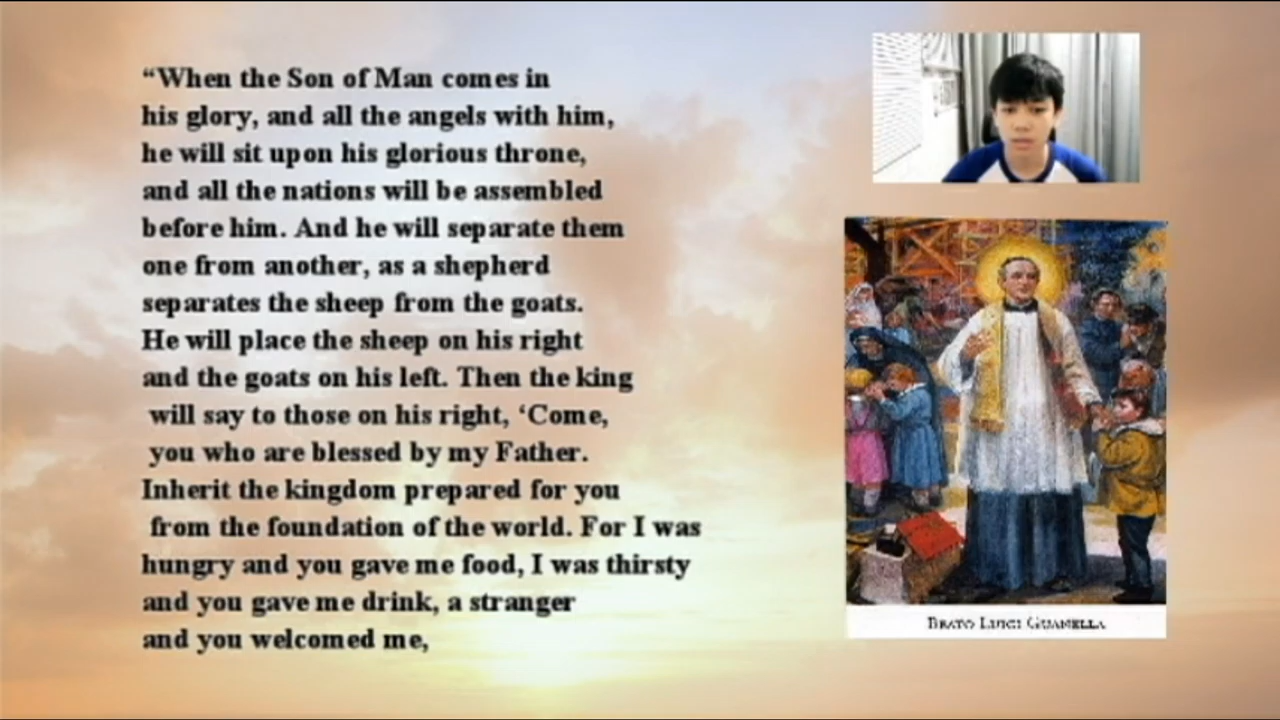 “When the Son of Man comes in
his glory, and all the angels with him,
he will sit upon his glorious throne,
and all the nations will be assembled
before him. And he will separate them
one from another, as a shepherd
separates the sheep from the goats.
He will place the sheep on his right
and the goats on his left. Then the king
will say to those on his right, ‘Come,
you who are blessed by my Father.
Inherit the kingdom prepared for you
from the foundation of the world. For I was
hungry and you gave me food, I was thirsty
and you gave me drink, a stranger
and you welcomed me,
BEATO LUIGI GUANELLA